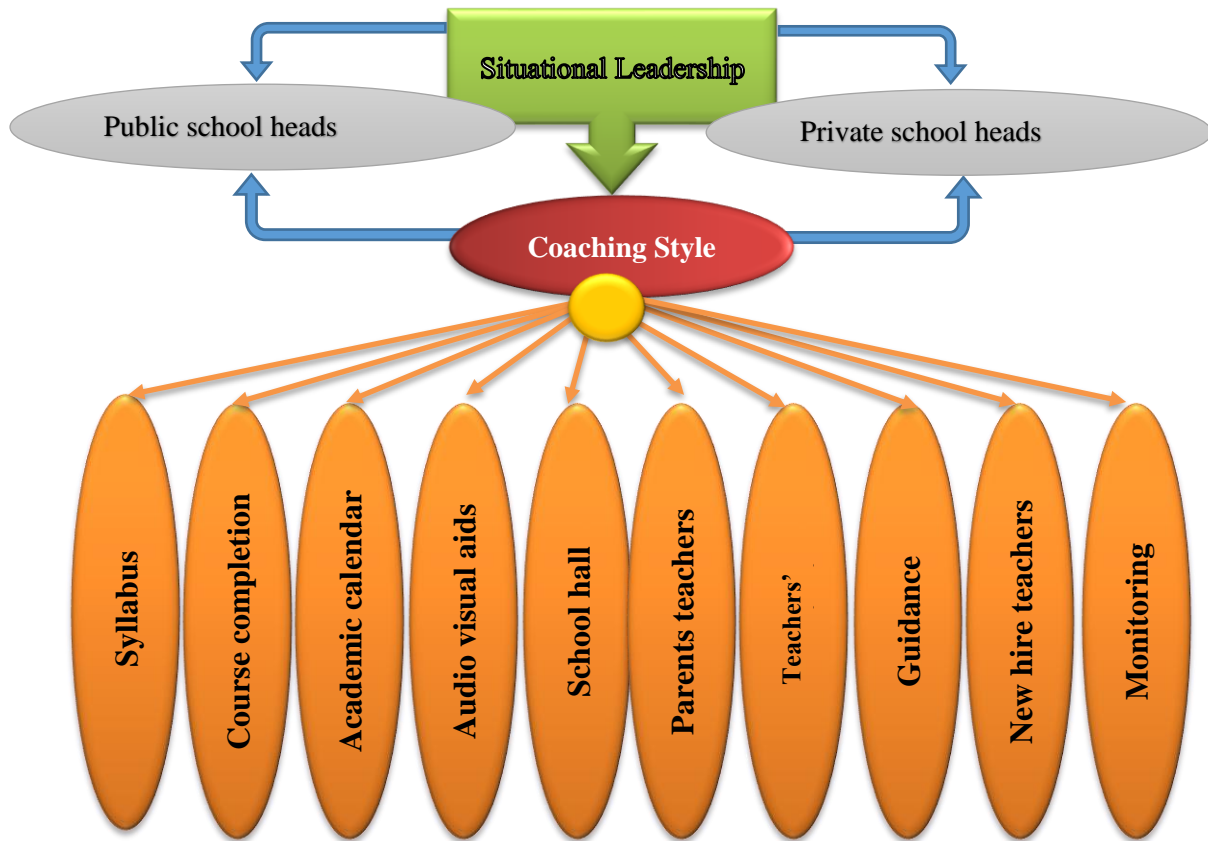 Situational Leadership
Public school heads
Private school heads
Coaching Style
Syllabus
Course completion
Academic calendar
Audio visual aids
School hall
Parents teachers
Teachers’
Guidance
New hire teachers
Monitoring